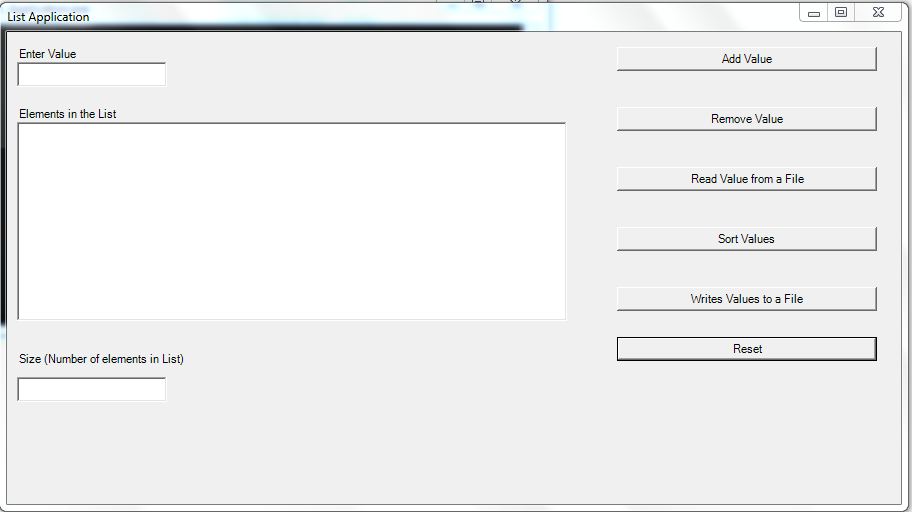 List Application
Enter Value
Add Value
Elements in the List
Remove Value
Read Value from a File
Sort Values
Writes Values to a File
Size (Number of elements in List)
Reset